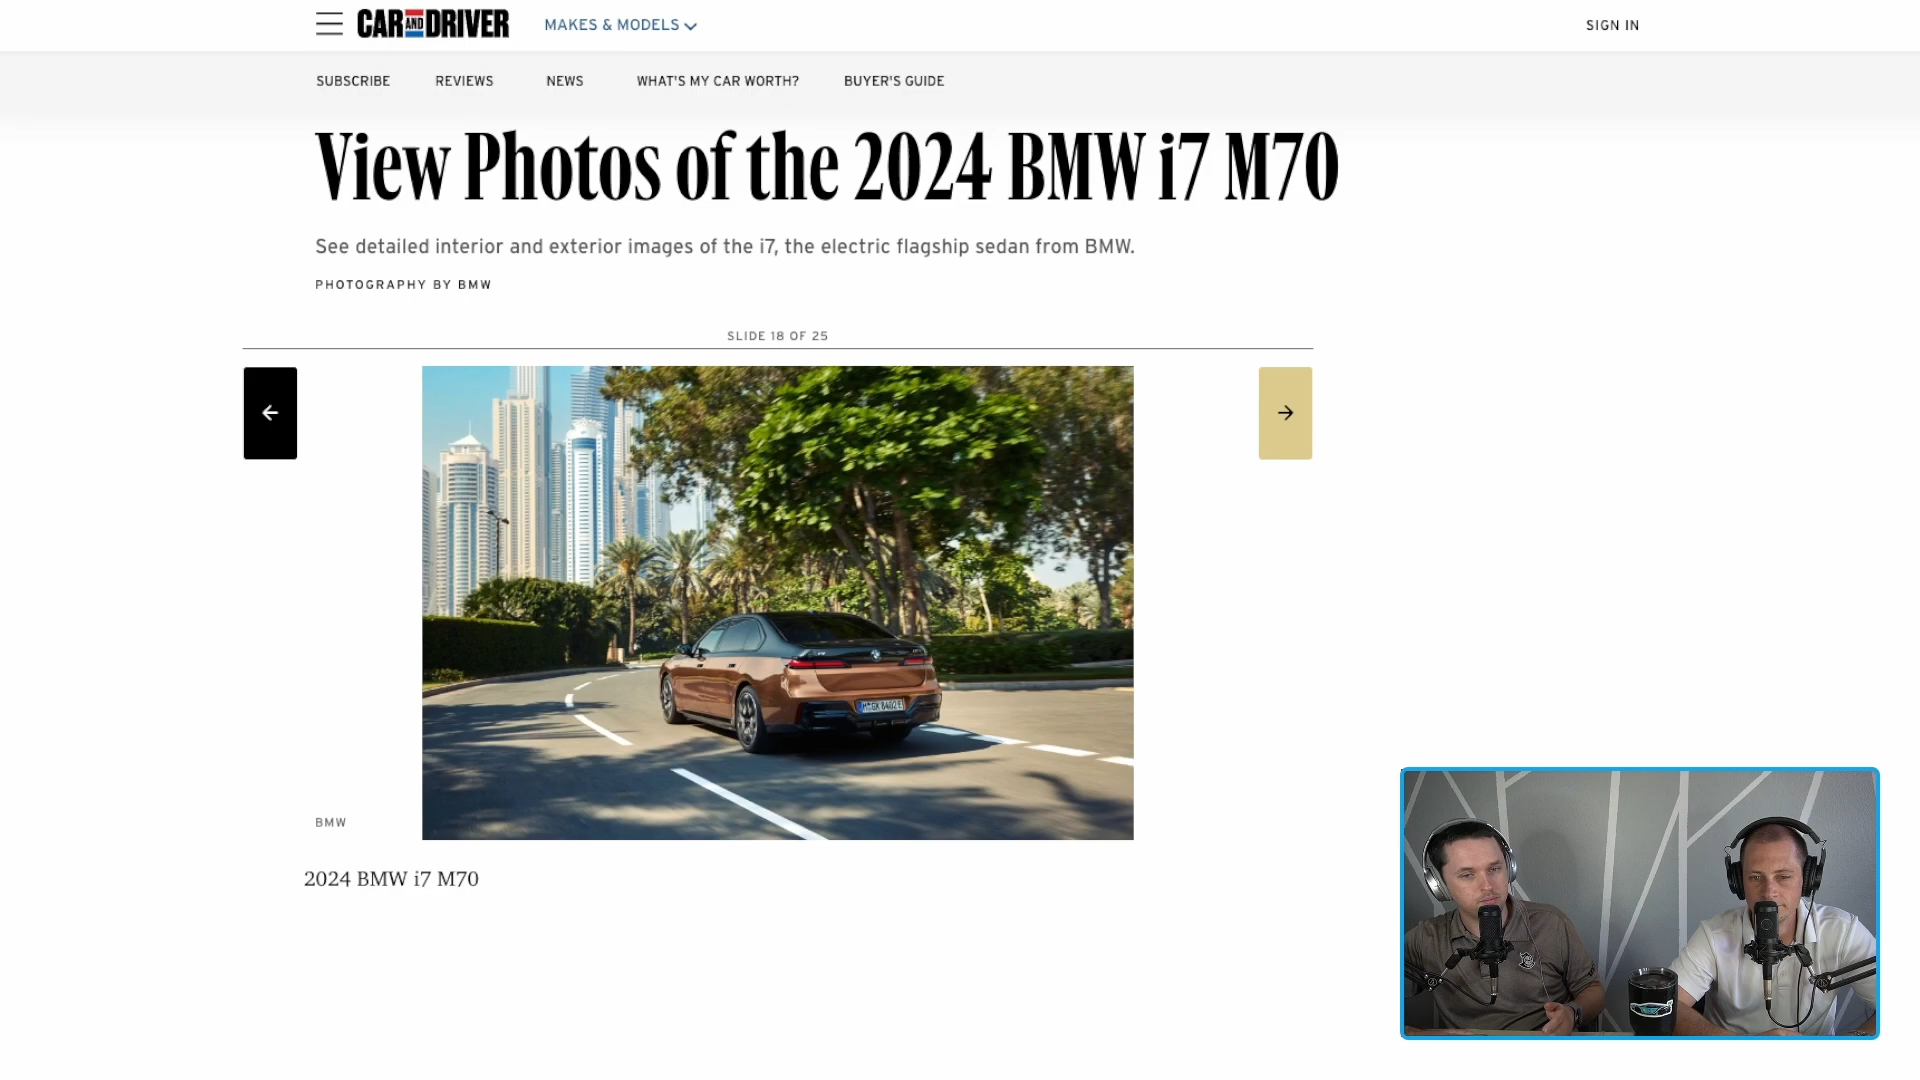 CAR AND DRIVER
MAKES & MODELS
SIGN IN
SUBSCRIBE
REVIEWS
NEWS
WHAT'S MY CAR WORTH?
BUYER'S GUIDE
View Photos of the 2024 BMW i7 M70
See detailed interior and exterior images of the i7, the electric flagship sedan from BMW.
PHOTOGRAPHY BY BMW
SLIDE 18 OF 25
BMW
2024 BMW i7 M70